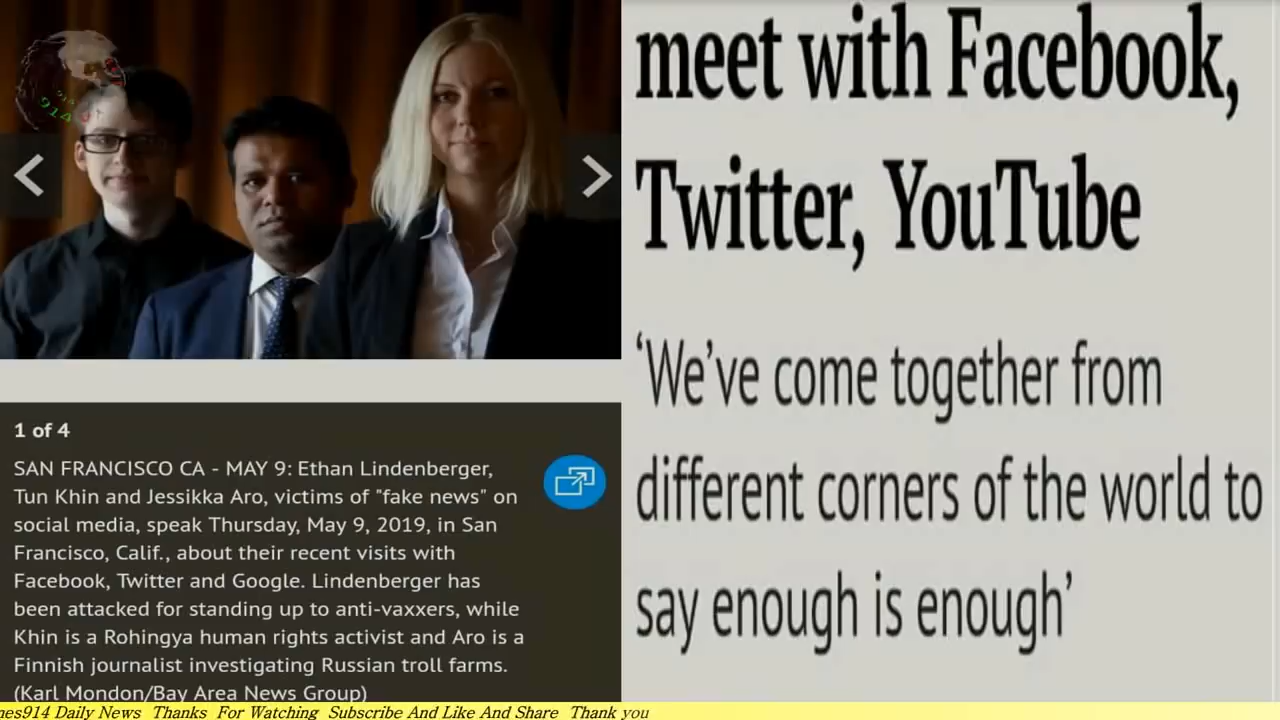 1 of 4
SAN FRANCISCO CA - MAY 9: Ethan Lindenberger,
Tun Khin and Jessikka Aro, victims of "fake news" on
social media, speak Thursday, May 9, 2019, in San
Francisco, Calif., about their recent visits with
Facebook, Twitter and Google. Lindenberger has
been attacked for standing up to anti-vaxxers, while
Khin is a Rohingya human rights activist and Aro is a
Finnish journalist investigating Russian troll farms.
(Karl Mondon/Bay Area News Group)
meet with Facebook,
Twitter, YouTube
‘We’ve come together from
different corners of the world to
say enough is enough’
Daily News Thanks For Watching Subscribe And Like And Share Thank you